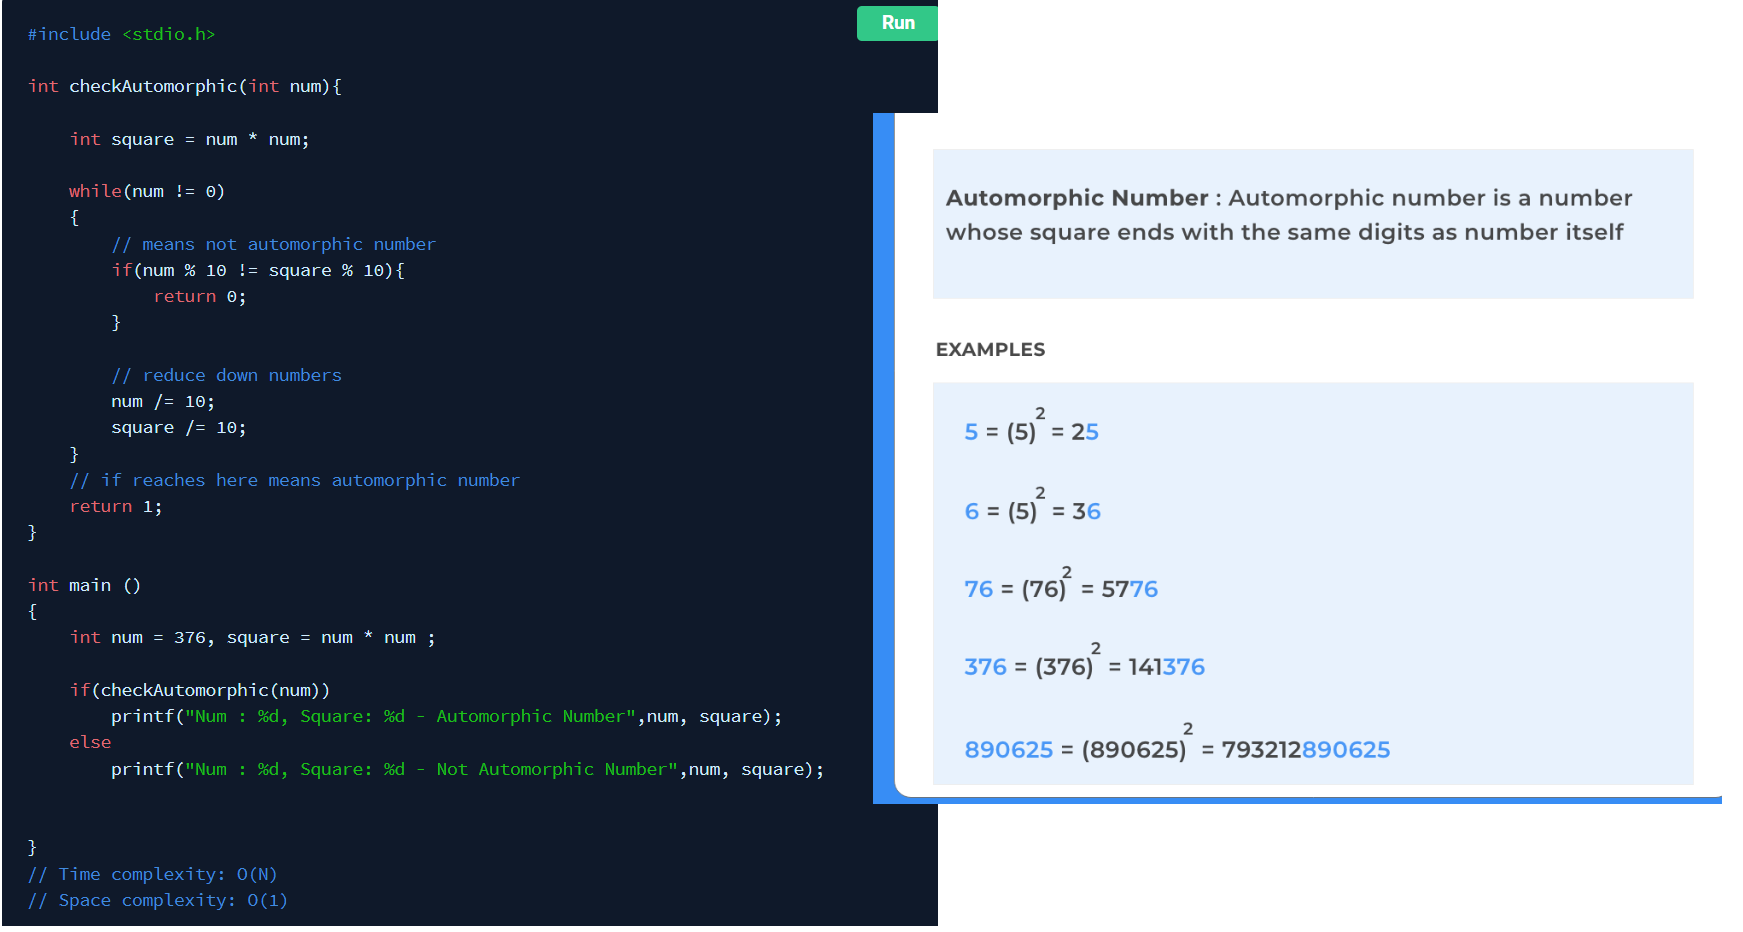 #include <stdio.h>
Run
int checkAutomorphic(int num){
int square = num * num;
while(num != 0)
{
// means not automorphic number
if(num % 10 != square % 10){
return 0;
}
// reduce down numbers
num /= 10;
square /= 10;
}
// if reaches here means automorphic number
return 1;
}
int main ()
{
int num = 376, square = num * num ;
if(checkAutomorphic(num))
printf("Num : %d, Square: %d - Automorphic Number",num, square);
else
printf("Num : %d, Square: %d - Not Automorphic Number",num, square);
}
// Time complexity: O(N)
// Space complexity: O(1)
Automorphic Number : Automorphic number is a number
whose square ends with the same digits as number itself
EXAMPLES
5 = (5)² = 25
6 = (5)² = 36
76 = (76)² = 5776
376 = (376)² = 141376
890625 = (890625)² = 793212890625